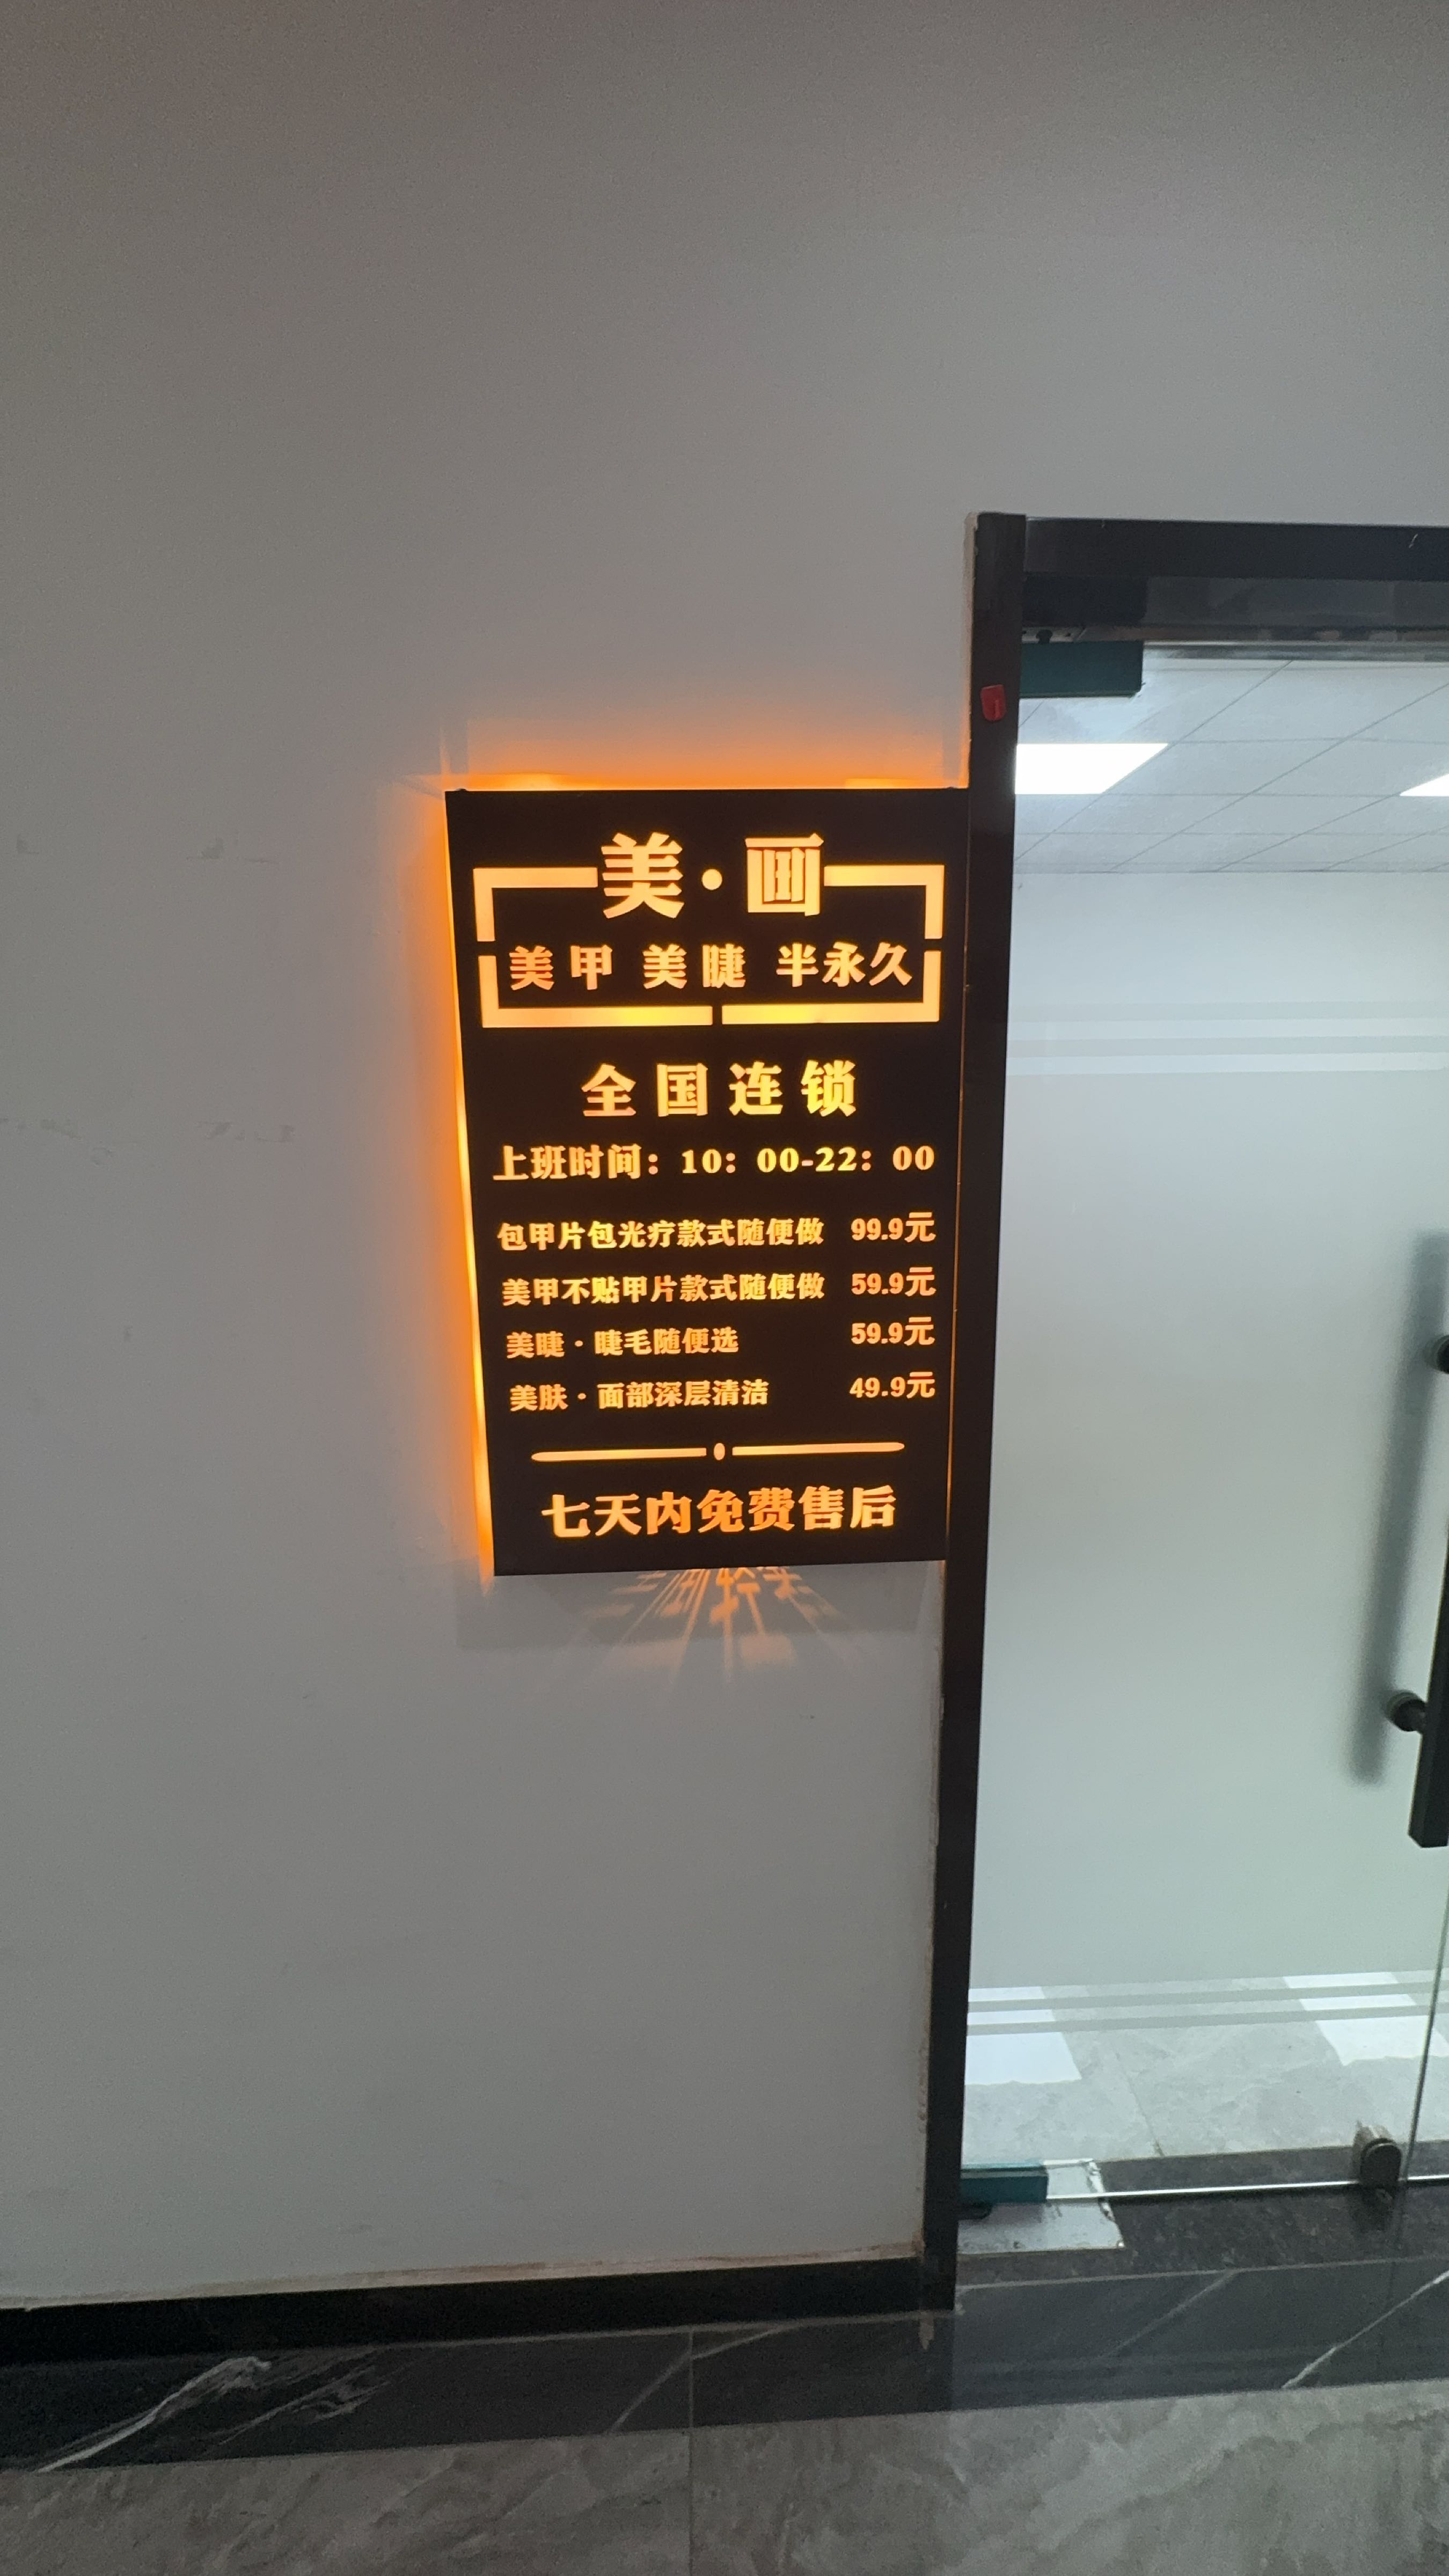 美·画
美甲 美睫 半永久
全国连锁
上班时间：10：00-22：00
包甲片包光疗款式随便做 99.9元
美甲不贴甲片款式随便做 59.9元
美睫·睫毛随便选 59.9元
美肤·面部深层清洁 49.9元
七天内免费售后